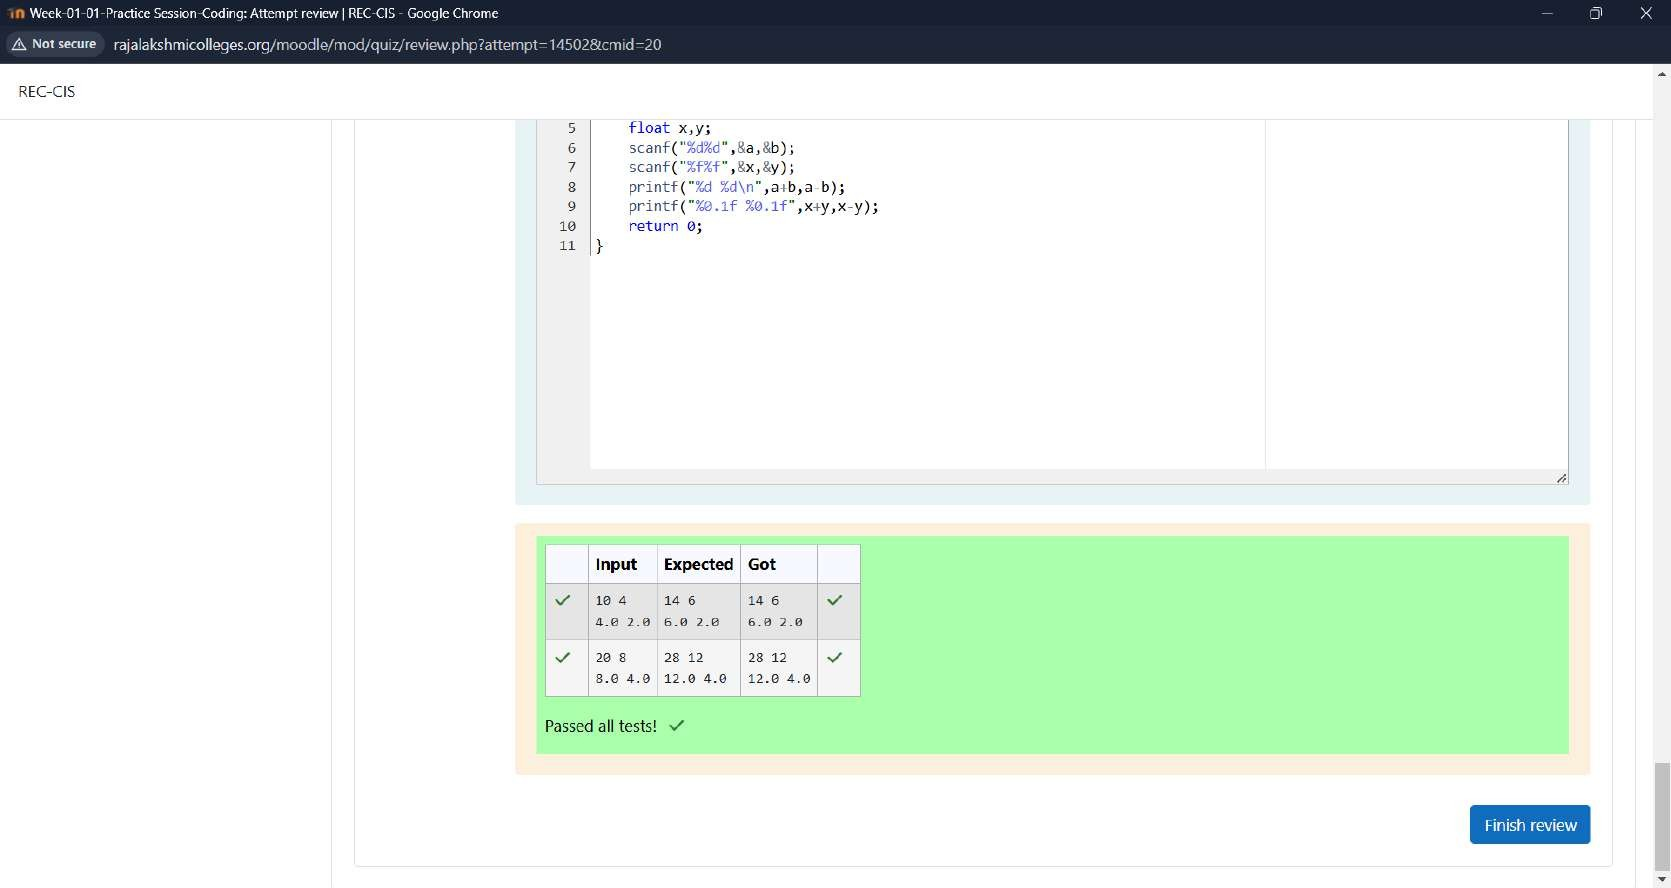 Week-01-01-Practice Session-Coding: Attempt review | REC-CIS - Google Chrome
Not secure rajalakshmicolleges.org/moodle/mod/quiz/review.php?attempt=14502&cmid=20
REC-CIS
5 float x,y;
6 scanf("%d%d",&a,&b);
7 scanf("%f%f",&x,&y);
8 printf("%d %d\n",a+b,a-b);
9 printf("%0.1f %0.1f",x+y,x-y);
10 return 0;
11 }
Input Expected Got
10 4 14 6 14 6
4.0 2.0 6.0 2.0 6.0 2.0
20 8 28 12 28 12
8.0 4.0 12.0 4.0 12.0 4.0
Passed all tests!
Finish review